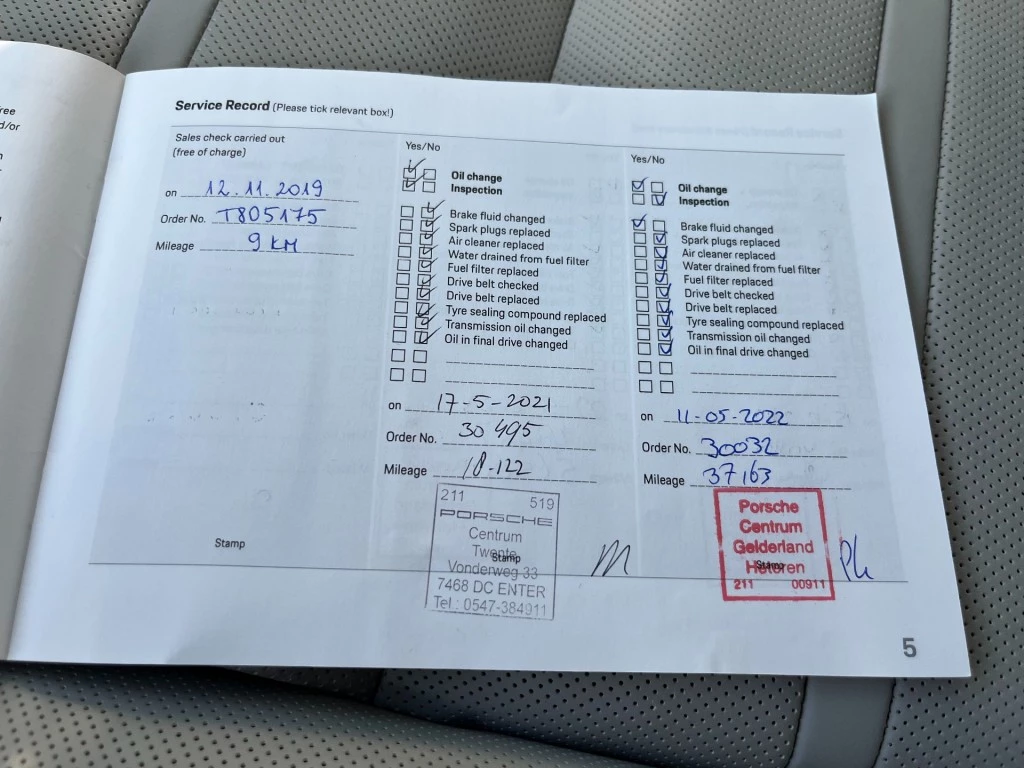 ree
d/or
Service Record (Please tick relevant box!)
Sales check carried out
(free of charge)
on 12.11.2019
Order No. T805175
Mileage 9 KM
Stamp
Yes/No
Oil change
Inspection
Brake fluid changed
Spark plugs replaced
Air cleaner replaced
Water drained from fuel filter
Fuel filter replaced
Drive belt checked
Drive belt replaced
Tyre sealing compound replaced
Transmission oil changed
Oil in final drive changed
on 17-5-2021
Order No. 30495
Mileage 18.122
Stamp
211 519
PORSCHE
Centrum
Twente
Vonderweg 33
7468 DC ENTER
Tel : 0547-384911
Yes/No
Oil change
Inspection
Brake fluid changed
Spark plugs replaced
Air cleaner replaced
Water drained from fuel filter
Fuel filter replaced
Drive belt checked
Drive belt replaced
Tyre sealing compound replaced
Transmission oil changed
Oil in final drive changed
on 11-05-2022
Order No. 30032
Mileage 37163
Stamp
Porsche
Centrum
Gelderland
Heteren
211 00911
5